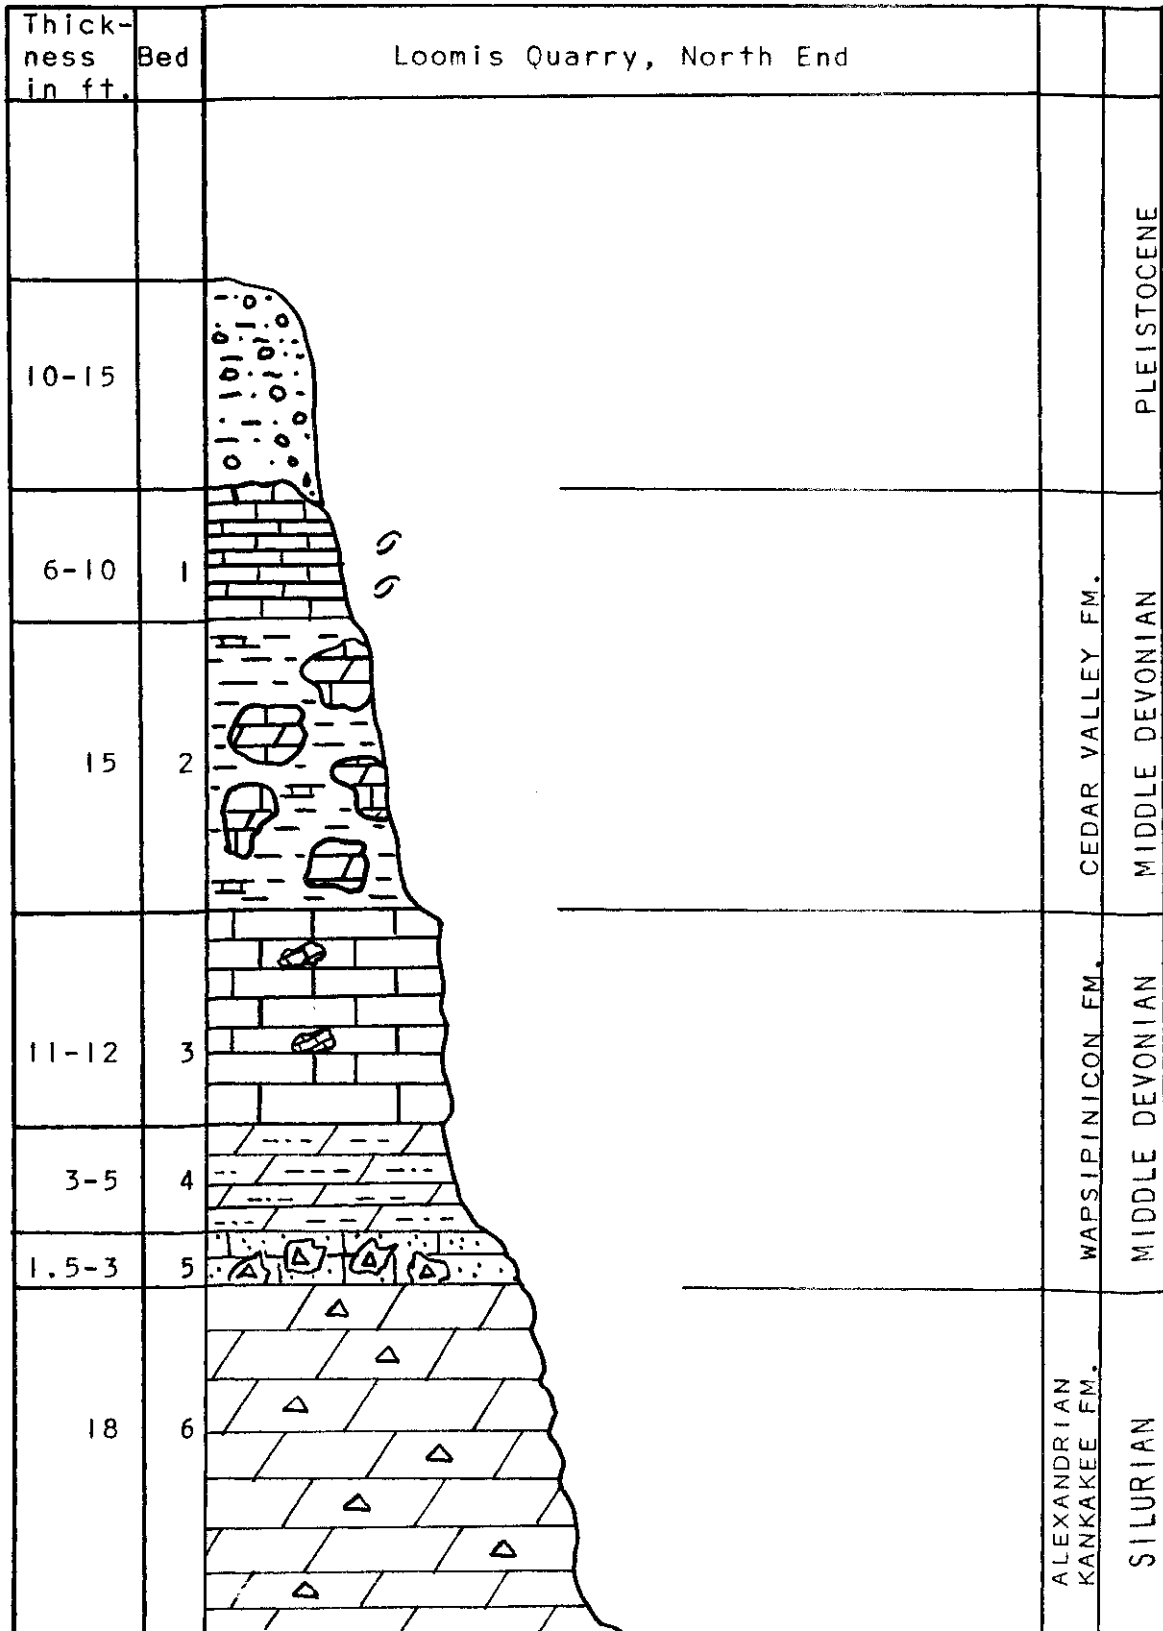 Thick-
ness
in ft.
Bed
Loomis Quarry, North End
10-15
PLEISTOCENE
6-10
1
15
2
CEDAR VALLEY FM.
MIDDLE DEVONIAN
11-12
3
3-5
4
1.5-3
5
WAPSIPINICON FM.
MIDDLE DEVONIAN
18
6
ALEXANDRIAN
KANKAKEE FM.
SILURIAN